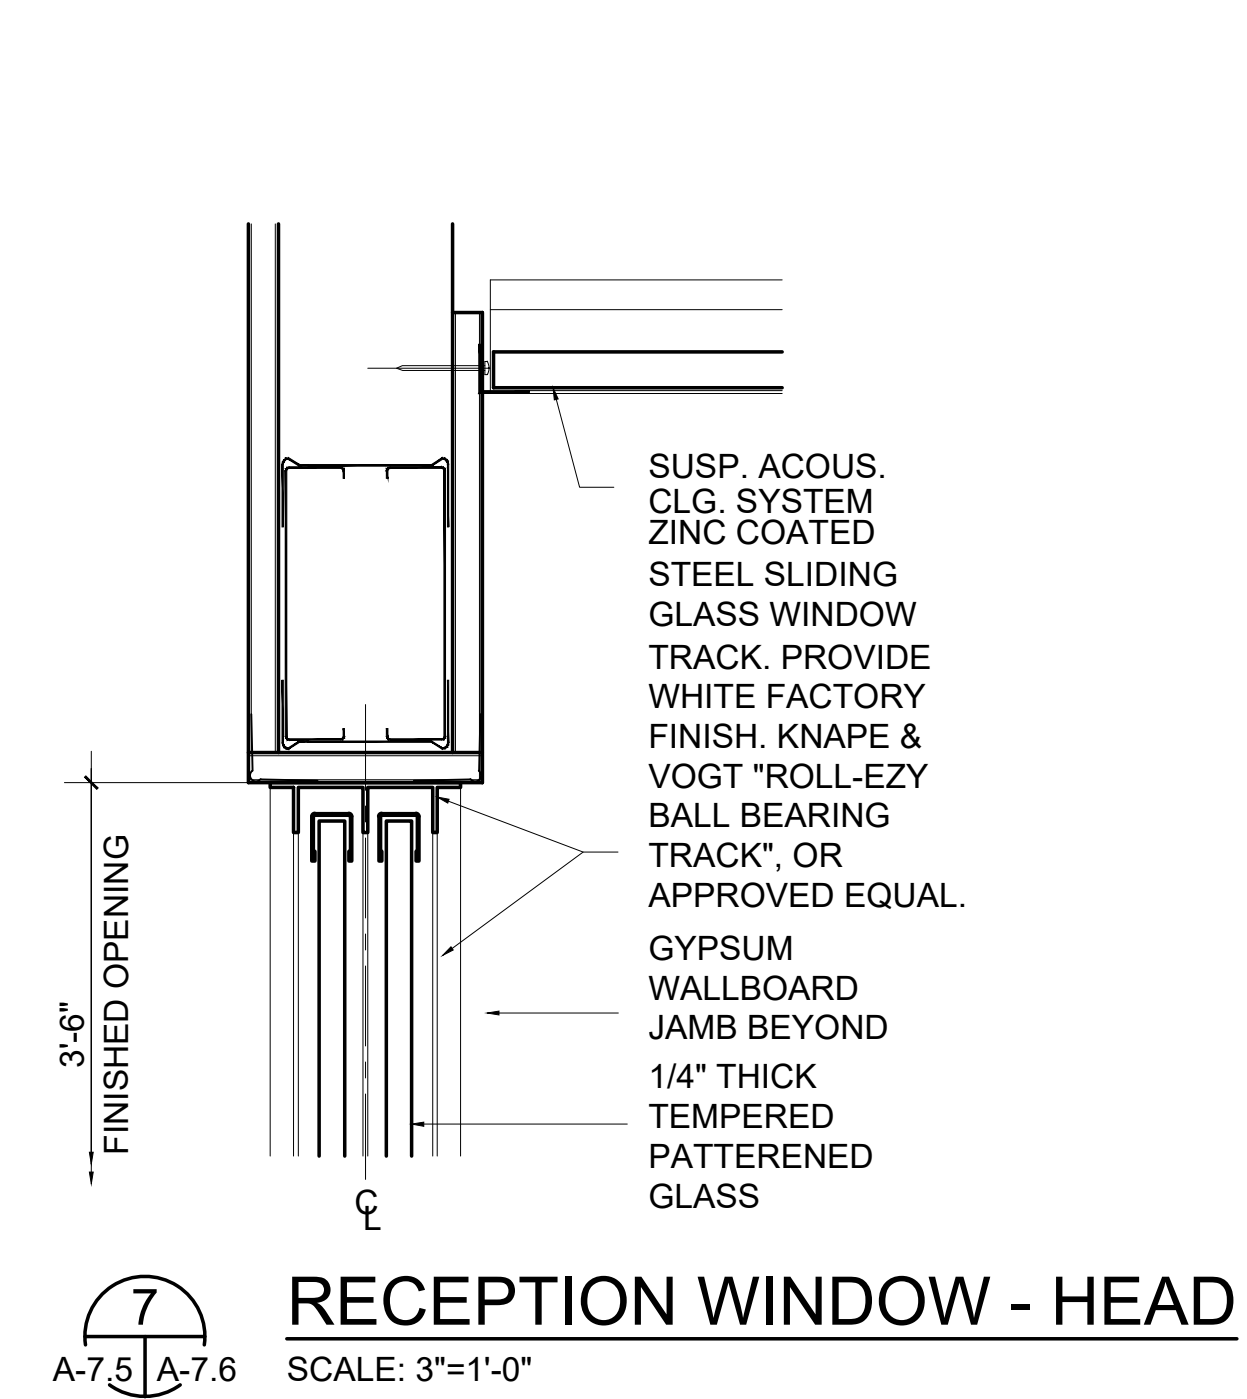 SUSP. ACOUS.
CLG. SYSTEM
ZINC COATED
STEEL SLIDING
GLASS WINDOW
TRACK. PROVIDE
WHITE FACTORY
FINISH. KNAPE &
VOGT "ROLL-EZY
BALL BEARING
TRACK", OR
APPROVED EQUAL.
GYPSUM
WALLBOARD
JAMB BEYOND
1/4" THICK
TEMPERED
PATTERENED
GLASS
3'-6"
FINISHED OPENING
CL
7
A-7.5 A-7.6
RECEPTION WINDOW - HEAD
SCALE: 3"=1'-0"